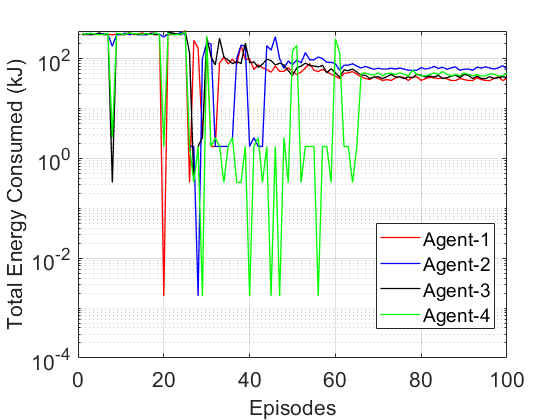 Total Energy Consumed (kJ)
10^2
10^0
10^-2
10^-4
Agent-1
Agent-2
Agent-3
Agent-4
0 20 40 60 80 100
Episodes